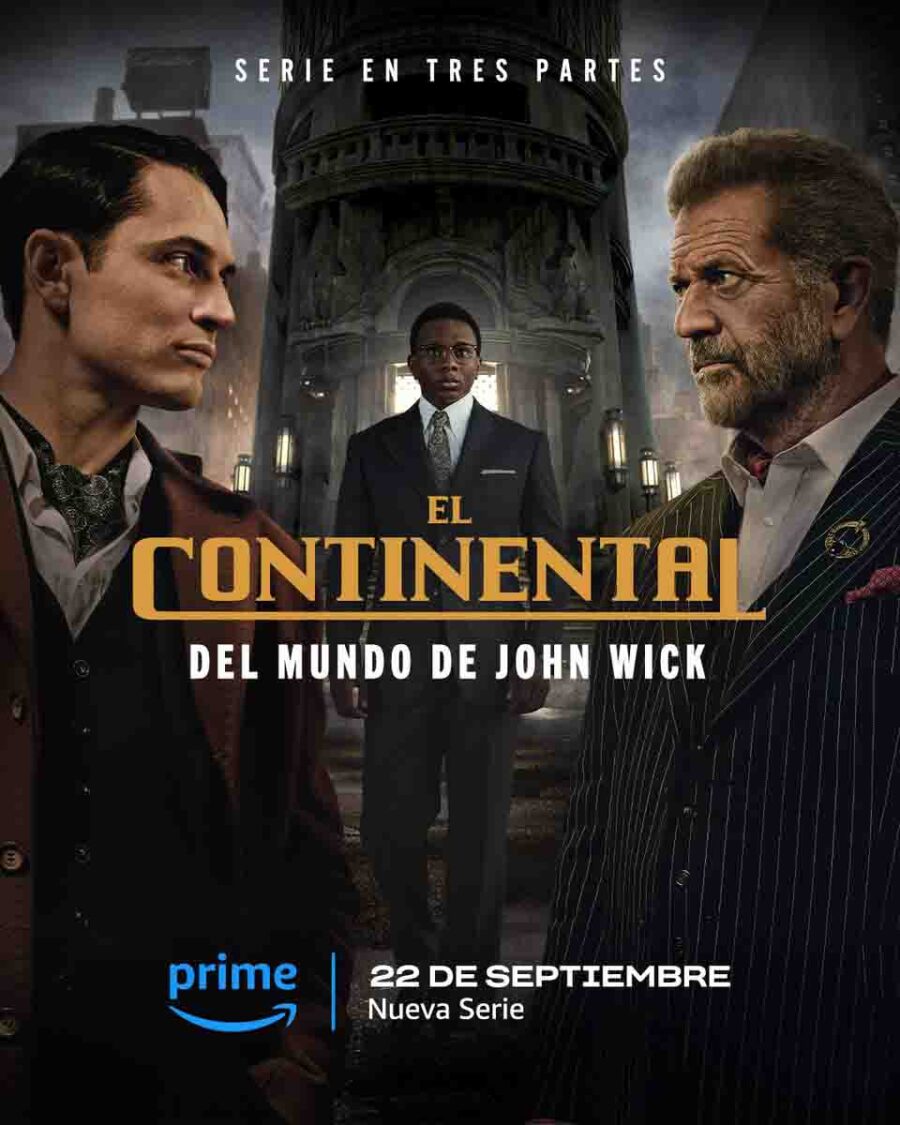 SERIE EN TRES PARTES
EL
CONTINENTAL
DEL MUNDO DE JOHN WICK
prime
22 DE SEPTIEMBRE
Nueva Serie